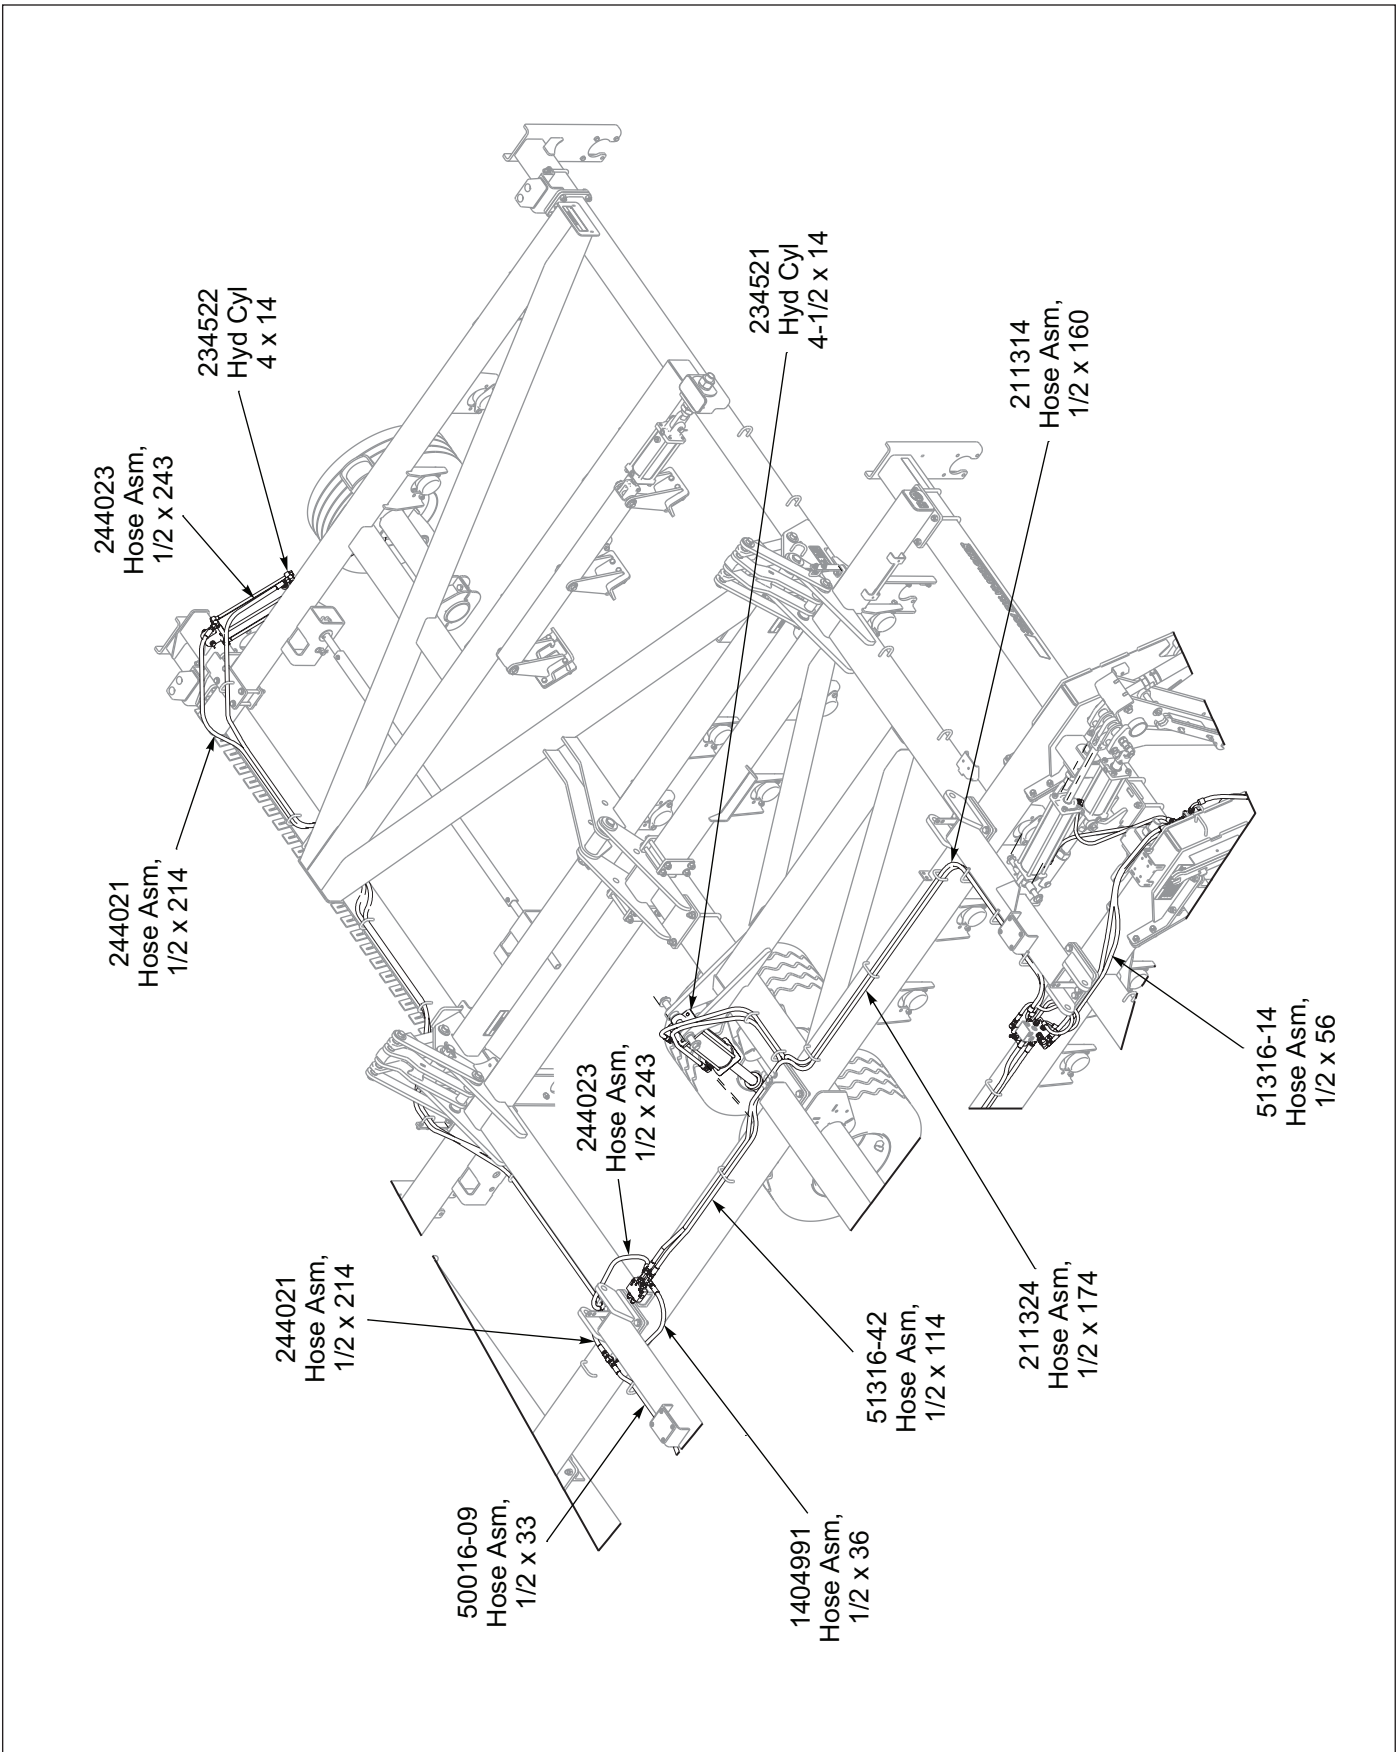 244023
Hose Asm,
1/2 x 243
234522
Hyd Cyl
4 x 14
244021
Hose Asm,
1/2 x 214
234521
Hyd Cyl
4-1/2 x 14
211314
Hose Asm,
1/2 x 160
244021
Hose Asm,
1/2 x 214
244023
Hose Asm,
1/2 x 243
50016-09
Hose Asm,
1/2 x 33
1404991
Hose Asm,
1/2 x 36
51316-42
Hose Asm,
1/2 x 114
211324
Hose Asm,
1/2 x 174
51316-14
Hose Asm,
1/2 x 56